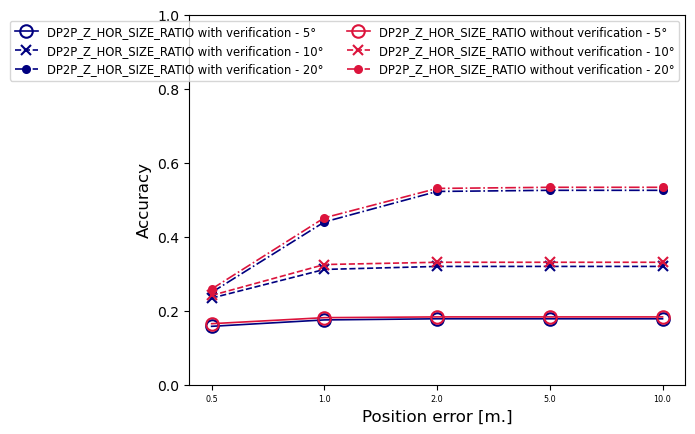 1.0
DP2P_Z_HOR_SIZE_RATIO with verification - 5° DP2P_Z_HOR_SIZE_RATIO without verification - 5°
DP2P_Z_HOR_SIZE_RATIO with verification - 10° DP2P_Z_HOR_SIZE_RATIO without verification - 10°
DP2P_Z_HOR_SIZE_RATIO with verification - 20° DP2P_Z_HOR_SIZE_RATIO without verification - 20°
0.8
0.6
0.4
0.2
0.0
Accuracy
0.5 1.0 2.0 5.0 10.0
Position error [m.]